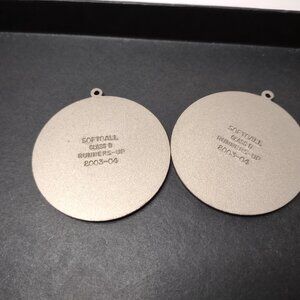 SOFTBALL
CLASS D
RUNNERS-UP
2003-04
SOFTBALL
CLASS D
RUNNERS-UP
2003-04